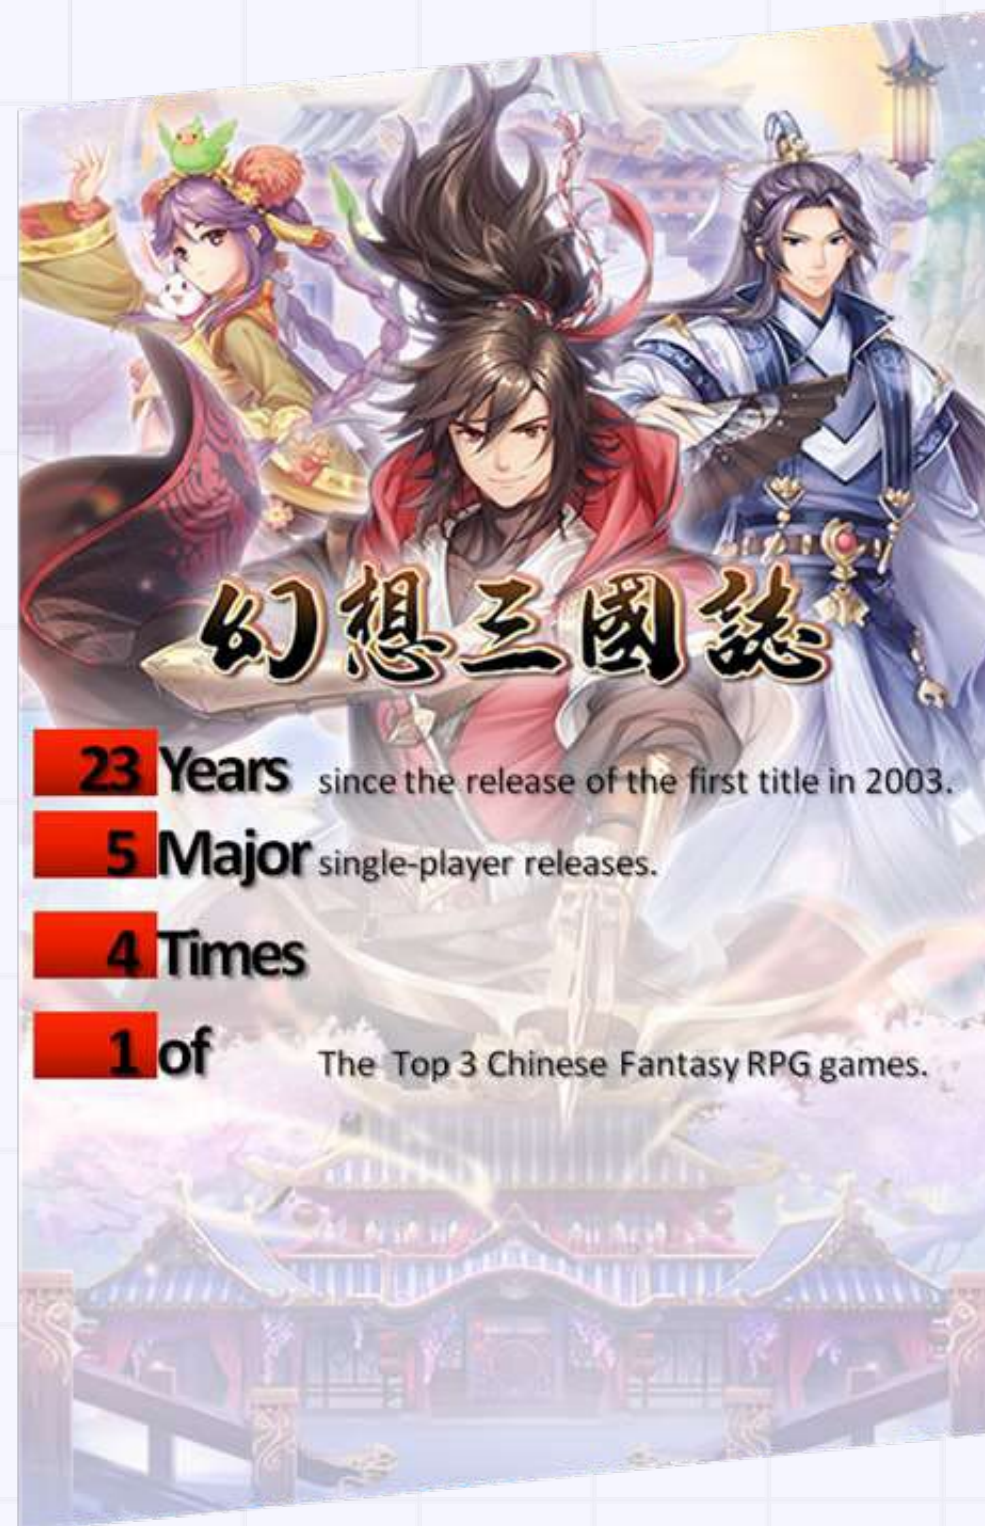 幻想三國誌
23 Years since the release of the first title in 2003.
5 Major single-player releases.
4 Times
1 of The Top 3 Chinese Fantasy RPG games.